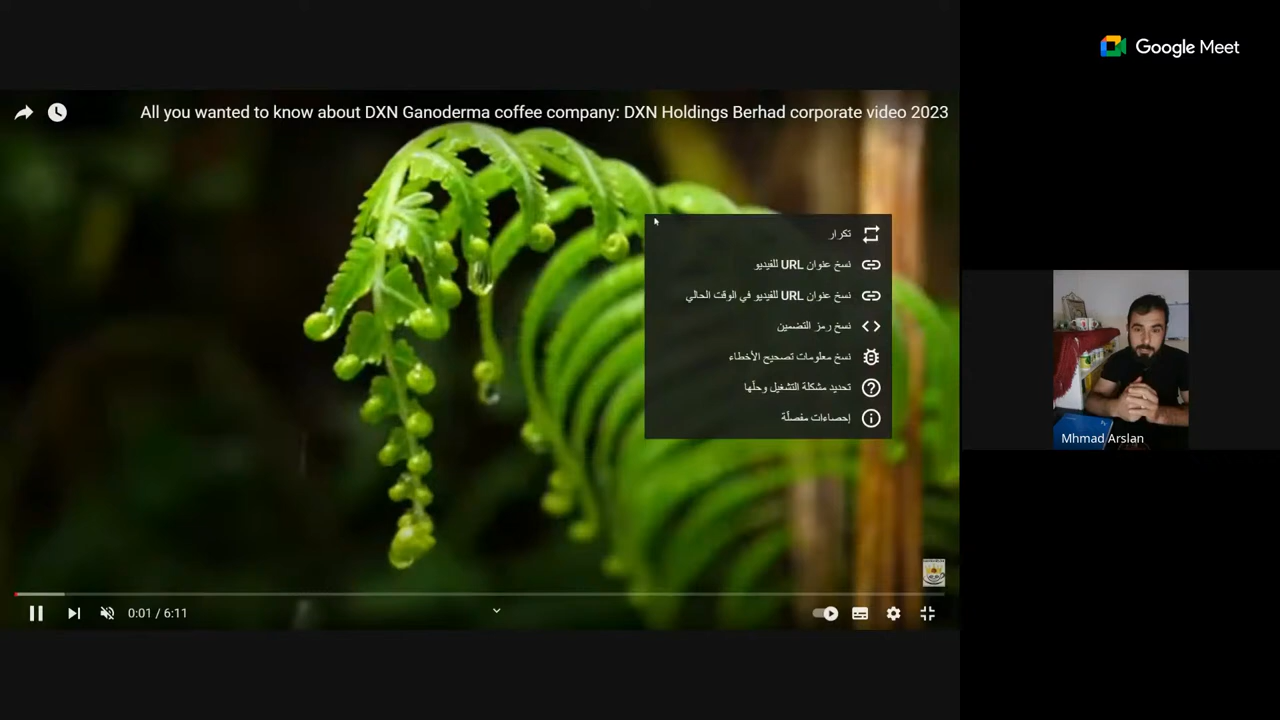 Google Meet
All you wanted to know about DXN Ganoderma coffee company: DXN Holdings Berhad corporate video 2023
تكرار
نسخ عنوان URL للفيديو
نسخ عنوان URL للفيديو في الوقت الحالي
نسخ رمز التضمين
نسخ معلومات تصحيح الأخطاء
تحديد مشكلة التشغيل وحلّها
إحصاءات مفصلّة
Mhmad Arslan
0:01 / 6:11